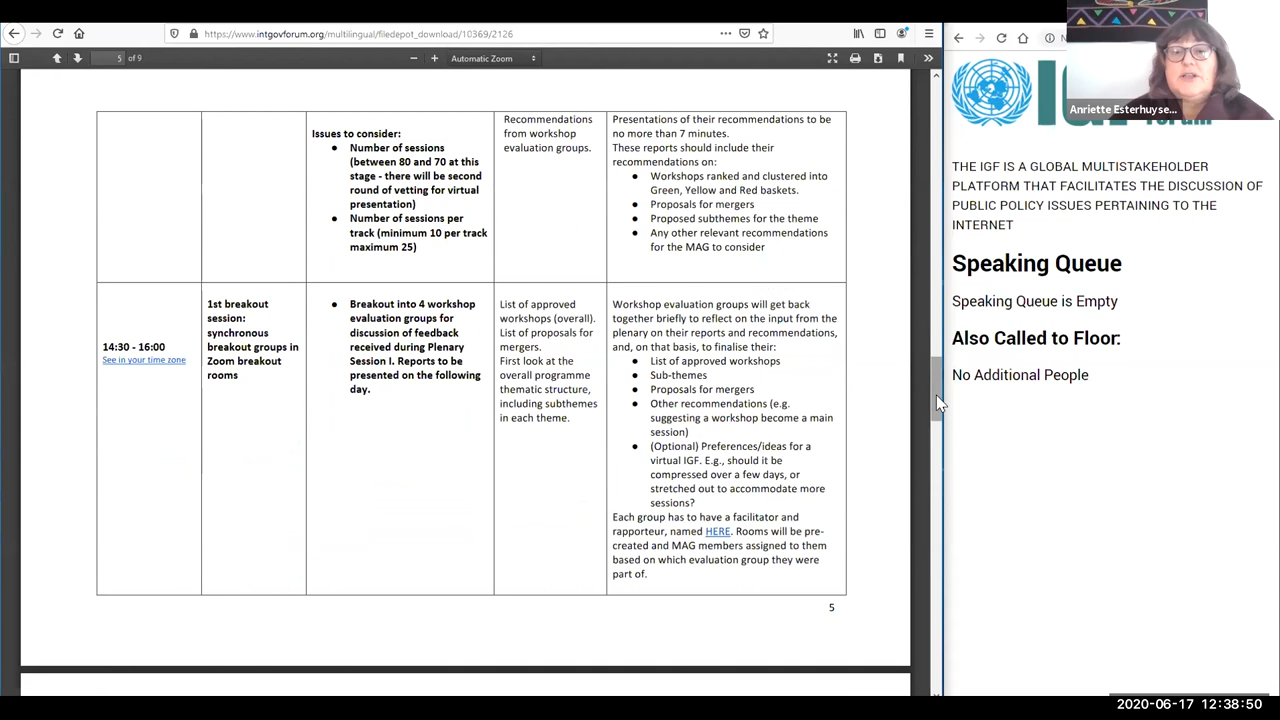 https://www.intgovforum.org/multilingual/filedepot_download/10369/2126
5 of 9
Automatic Zoom
Issues to consider:
● Number of sessions
(between 80 and 70 at this
stage - there will be second
round of vetting for virtual
presentation)
● Number of sessions per
track (minimum 10 per track
maximum 25)
Recommendations
from workshop
evaluation groups.
Presentations of their recommendations to be
no more than 7 minutes.
These reports should include their
recommendations on:
● Workshops ranked and clustered into
Green, Yellow and Red baskets.
● Proposals for mergers
● Proposed subthemes for the theme
● Any other relevant recommendations
for the MAG to consider
14:30 - 16:00
See in your time zone
1st breakout
session:
synchronous
breakout groups in
Zoom breakout
rooms
● Breakout into 4 workshop
evaluation groups for
discussion of feedback
received during Plenary
Session I. Reports to be
presented on the following
day.
List of approved
workshops (overall).
List of proposals for
mergers.
First look at the
overall programme
thematic structure,
including subthemes
in each theme.
Workshop evaluation groups will get back
together briefly to reflect on the input from the
plenary on their reports and recommendations,
and, on that basis, to finalise their:
● List of approved workshops
● Sub-themes
● Proposals for mergers
● Other recommendations (e.g.
suggesting a workshop become a main
session)
● (Optional) Preferences/ideas for a
virtual IGF. E.g., should it be
compressed over a few days, or
stretched out to accommodate more
sessions?
Each group has to have a facilitator and
rapporteur, named HERE. Rooms will be pre-
created and MAG members assigned to them
based on which evaluation group they were
part of.
5
Anriette Esterhuyse...
THE IGF IS A GLOBAL MULTISTAKEHOLDER
PLATFORM THAT FACILITATES THE DISCUSSION OF
PUBLIC POLICY ISSUES PERTAINING TO THE
INTERNET
Speaking Queue
Speaking Queue is Empty
Also Called to Floor:
No Additional People
2020-06-17 12:38:50